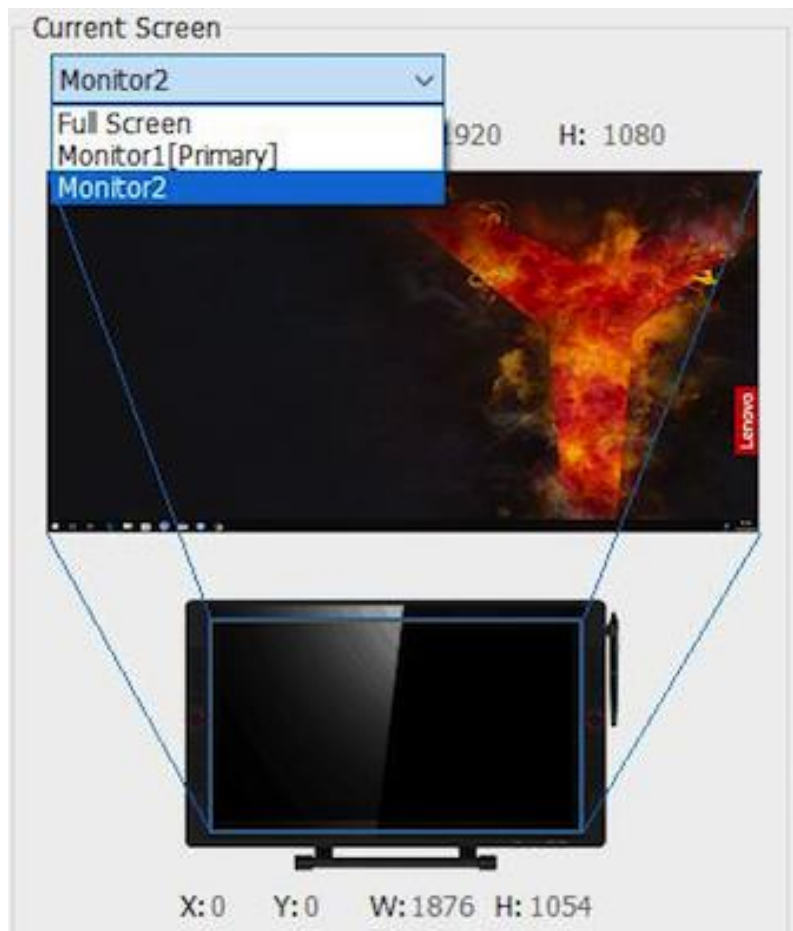 Current Screen
Monitor2
Full Screen
Monitor1[Primary]
Monitor2
1920 H: 1080
Lenovo
X: 0 Y: 0 W: 1876 H: 1054